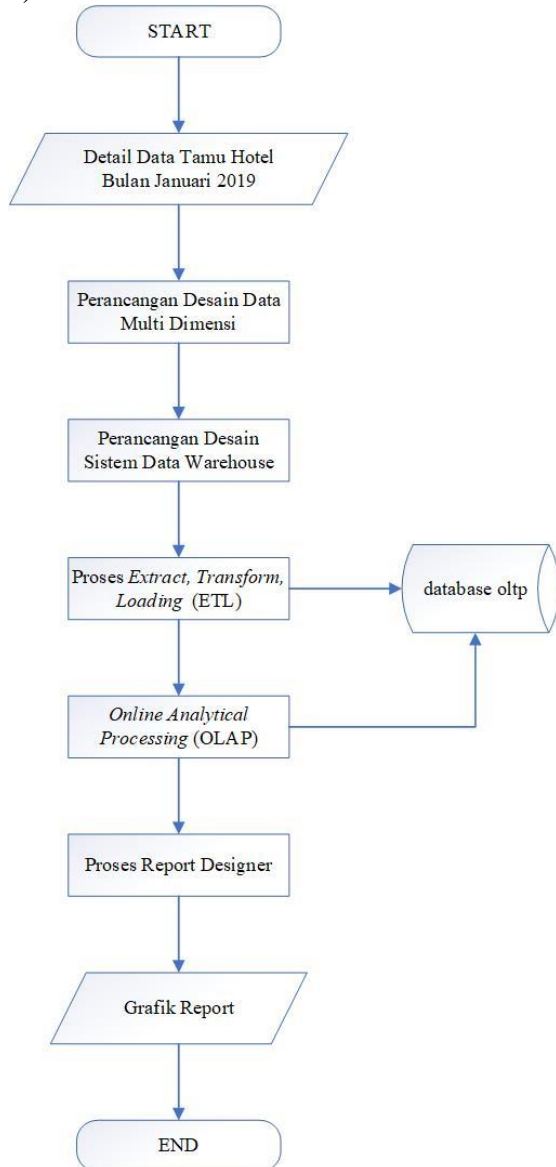 )
START
Detail Data Tamu Hotel
Bulan Januari 2019
Perancangan Desain Data
Multi Dimensi
Perancangan Desain
Sistem Data Warehouse
Proses Extract, Transform,
Loading (ETL)
database oltp
Online Analytical
Processing (OLAP)
Proses Report Designer
Grafik Report
END